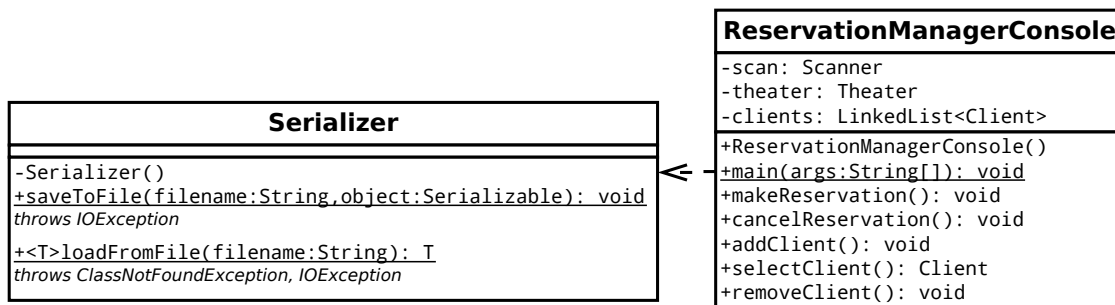 Serializer
-Serializer()
+saveToFile(filename:String,object:Serializable): void
throws IOException
+<T>loadFromFile(filename:String): T
throws ClassNotFoundException, IOException
ReservationManagerConsole
-scan: Scanner
-theater: Theater
-clients: LinkedList<Client>
+ReservationManagerConsole()
+main(args:String[]): void
+makeReservation(): void
+cancelReservation(): void
+addClient(): void
+selectClient(): Client
+removeClient(): void